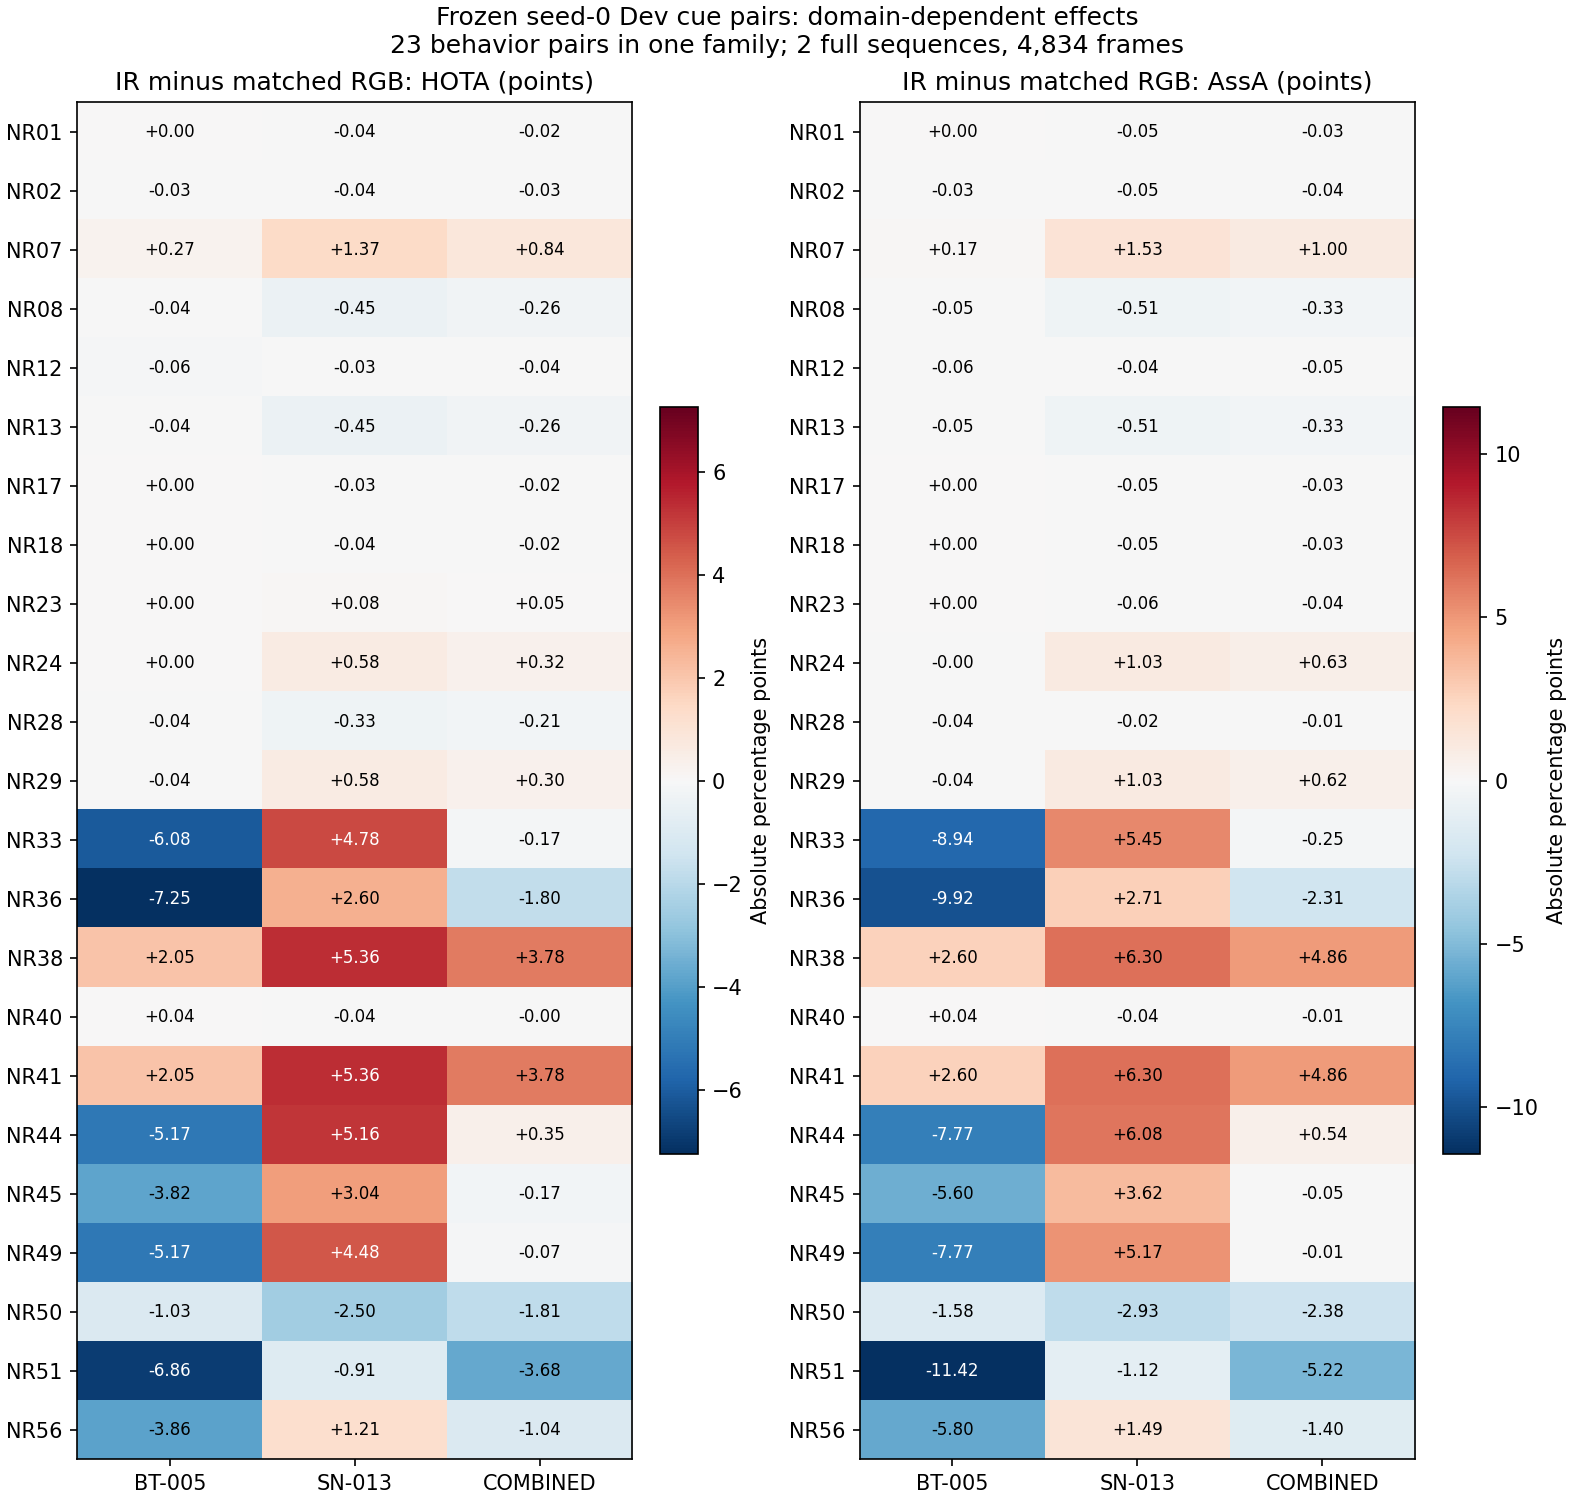 Frozen seed-0 Dev cue pairs: domain-dependent effects
23 behavior pairs in one family; 2 full sequences, 4,834 frames
IR minus matched RGB: HOTA (points)
NR01 +0.00 -0.04 -0.02
NR02 -0.03 -0.04 -0.03
NR07 +0.27 +1.37 +0.84
NR08 -0.04 -0.45 -0.26
NR12 -0.06 -0.03 -0.04
NR13 -0.04 -0.45 -0.26
NR17 +0.00 -0.03 -0.02
NR18 +0.00 -0.04 -0.02
NR23 +0.00 +0.08 +0.05
NR24 +0.00 +0.58 +0.32
NR28 -0.04 -0.33 -0.21
NR29 -0.04 +0.58 +0.30
NR33 -6.08 +4.78 -0.17
NR36 -7.25 +2.60 -1.80
NR38 +2.05 +5.36 +3.78
NR40 +0.04 -0.04 -0.00
NR41 +2.05 +5.36 +3.78
NR44 -5.17 +5.16 +0.35
NR45 -3.82 +3.04 -0.17
NR49 -5.17 +4.48 -0.07
NR50 -1.03 -2.50 -1.81
NR51 -6.86 -0.91 -3.68
NR56 -3.86 +1.21 -1.04
BT-005 SN-013 COMBINED
6
4
2
0
−2
−4
−6
Absolute percentage points
IR minus matched RGB: AssA (points)
NR01 +0.00 -0.05 -0.03
NR02 -0.03 -0.05 -0.04
NR07 +0.17 +1.53 +1.00
NR08 -0.05 -0.51 -0.33
NR12 -0.06 -0.04 -0.05
NR13 -0.05 -0.51 -0.33
NR17 +0.00 -0.05 -0.03
NR18 +0.00 -0.05 -0.03
NR23 +0.00 -0.06 -0.04
NR24 -0.00 +1.03 +0.63
NR28 -0.04 -0.02 -0.01
NR29 -0.04 +1.03 +0.62
NR33 -8.94 +5.45 -0.25
NR36 -9.92 +2.71 -2.31
NR38 +2.60 +6.30 +4.86
NR40 +0.04 -0.04 -0.01
NR41 +2.60 +6.30 +4.86
NR44 -7.77 +6.08 +0.54
NR45 -5.60 +3.62 -0.05
NR49 -7.77 +5.17 -0.01
NR50 -1.58 -2.93 -2.38
NR51 -11.42 -1.12 -5.22
NR56 -5.80 +1.49 -1.40
BT-005 SN-013 COMBINED
10
5
0
−5
−10
Absolute percentage points